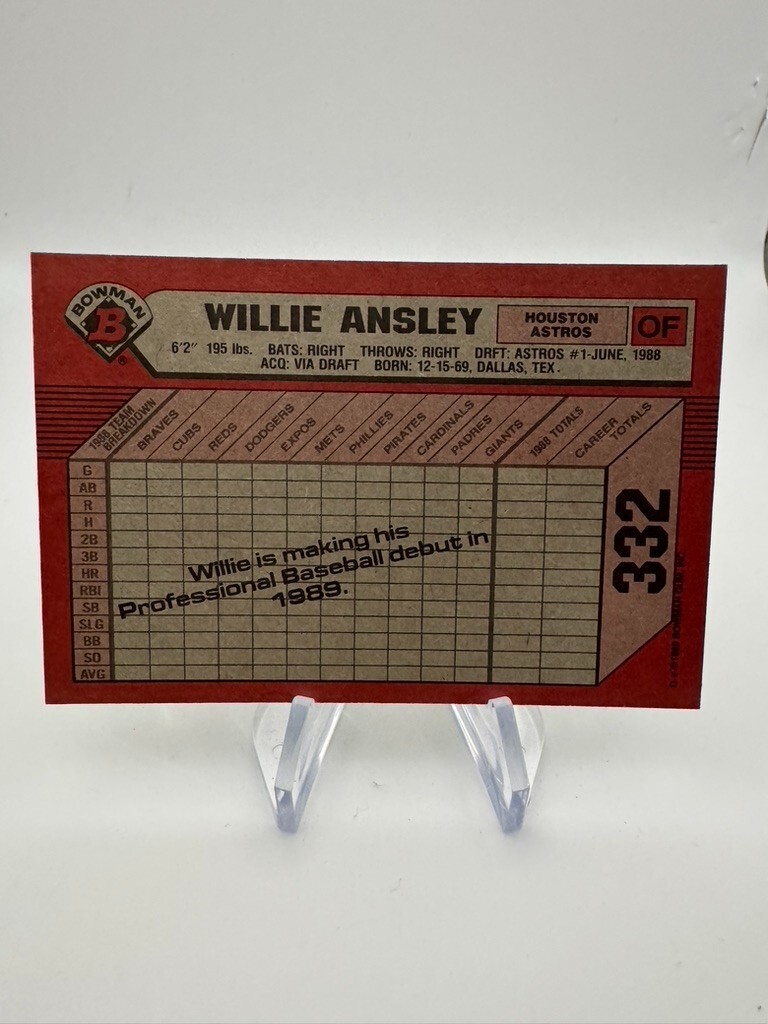 BOWMAN
B
®
WILLIE ANSLEY
HOUSTON
ASTROS
OF
6'2" 195 lbs. BATS: RIGHT THROWS: RIGHT DRFT: ASTROS #1-JUNE, 1988
ACQ: VIA DRAFT BORN: 12-15-69, DALLAS, TEX.
1988 TEAM
BREAKDOWN
BRAVES
CUBS
REDS
DODGERS
EXPOS
METS
PHILLIES
PIRATES
CARDINALS
PADRES
GIANTS
1988 TOTALS
CAREER
TOTALS
G
AB
R
H
2B
3B
HR
RBI
SB
SLG
BB
SO
AVG
Willie is making his
Professional Baseball debut in
1989.
332